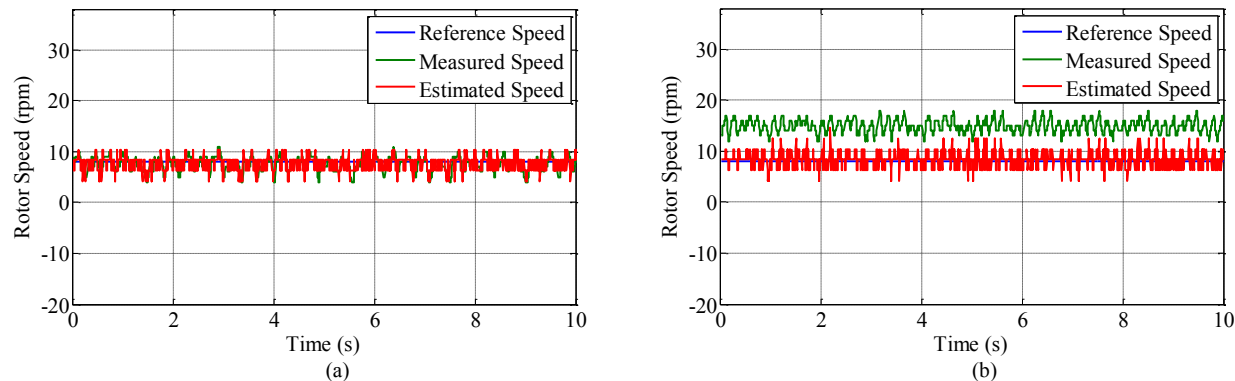 Rotor Speed (rpm)
30
20
10
0
-10
-20
Reference Speed
Measured Speed
Estimated Speed
0
2
4
6
8
10
Time (s)
(a)
Rotor Speed (rpm)
30
20
10
0
-10
-20
Reference Speed
Measured Speed
Estimated Speed
0
2
4
6
8
10
Time (s)
(b)